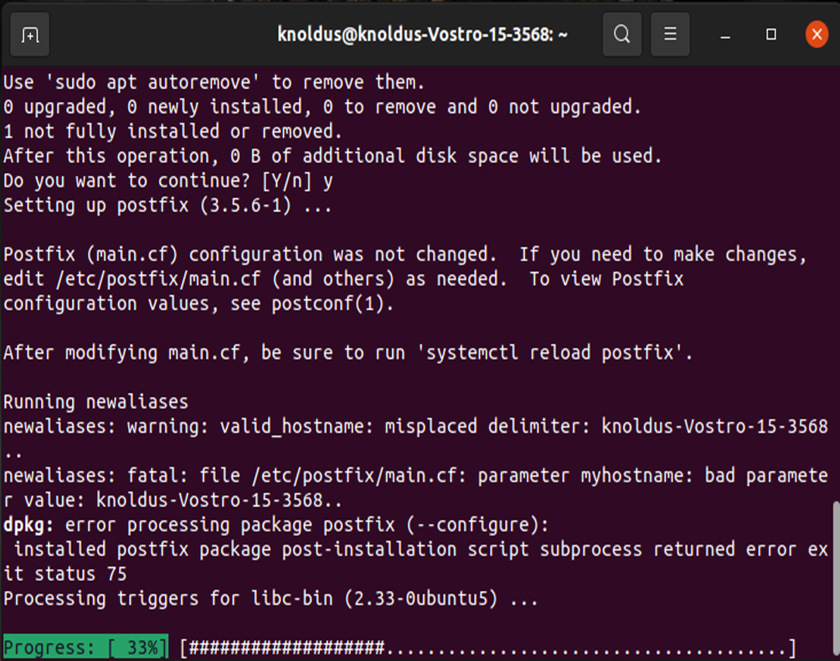 knoldus@knoldus-Vostro-15-3568: ~
Use 'sudo apt autoremove' to remove them.
0 upgraded, 0 newly installed, 0 to remove and 0 not upgraded.
1 not fully installed or removed.
After this operation, 0 B of additional disk space will be used.
Do you want to continue? [Y/n] y
Setting up postfix (3.5.6-1) ...
Postfix (main.cf) configuration was not changed.  If you need to make changes,
edit /etc/postfix/main.cf (and others) as needed.  To view Postfix
configuration values, see postconf(1).
After modifying main.cf, be sure to run 'systemctl reload postfix'.
Running newaliases
newaliases: warning: valid_hostname: misplaced delimiter: knoldus-Vostro-15-3568
..
newaliases: fatal: file /etc/postfix/main.cf: parameter myhostname: bad paramete
r value: knoldus-Vostro-15-3568..
dpkg: error processing package postfix (--configure):
 installed postfix package post-installation script subprocess returned error ex
it status 75
Processing triggers for libc-bin (2.33-0ubuntu5) ...
Progress: [ 33%] [###################.......................................]